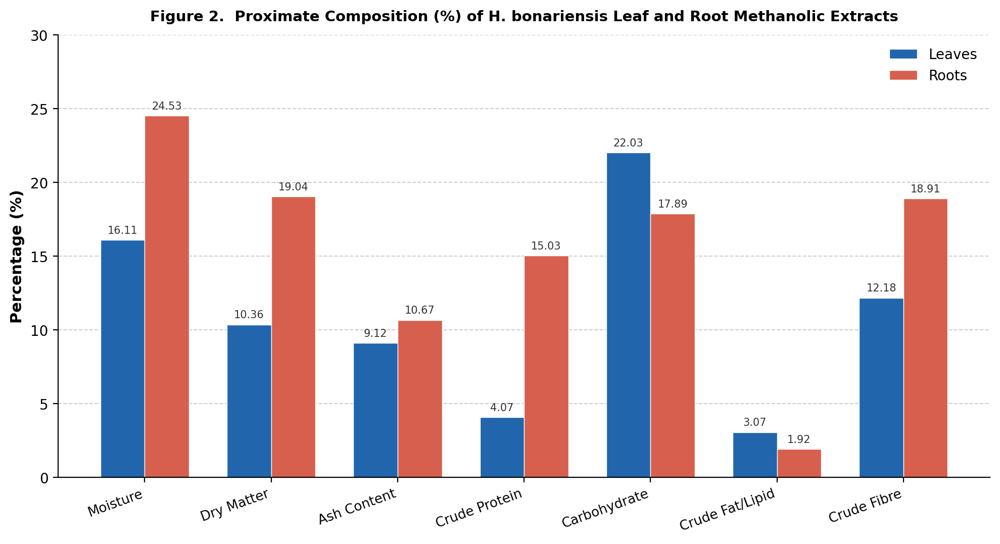 Figure 2.  Proximate Composition (%) of H. bonariensis Leaf and Root Methanolic Extracts
Percentage (%)
30
25
20
15
10
5
0
Leaves
Roots
16.11
24.53
10.36
19.04
9.12
10.67
4.07
15.03
22.03
17.89
3.07
1.92
12.18
18.91
Moisture
Dry Matter
Ash Content
Crude Protein
Carbohydrate
Crude Fat/Lipid
Crude Fibre